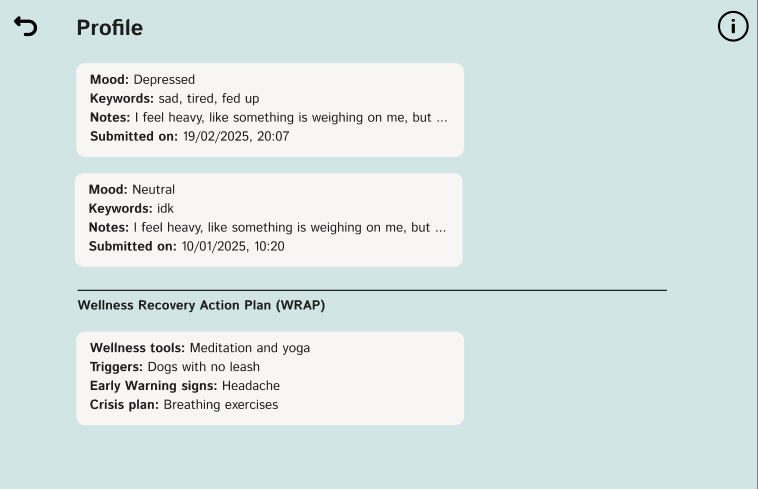 Profile
Mood: Depressed
Keywords: sad, tired, fed up
Notes: I feel heavy, like something is weighing on me, but ...
Submitted on: 19/02/2025, 20:07
Mood: Neutral
Keywords: idk
Notes: I feel heavy, like something is weighing on me, but ...
Submitted on: 10/01/2025, 10:20
Wellness Recovery Action Plan (WRAP)
Wellness tools: Meditation and yoga
Triggers: Dogs with no leash
Early Warning signs: Headache
Crisis plan: Breathing exercises